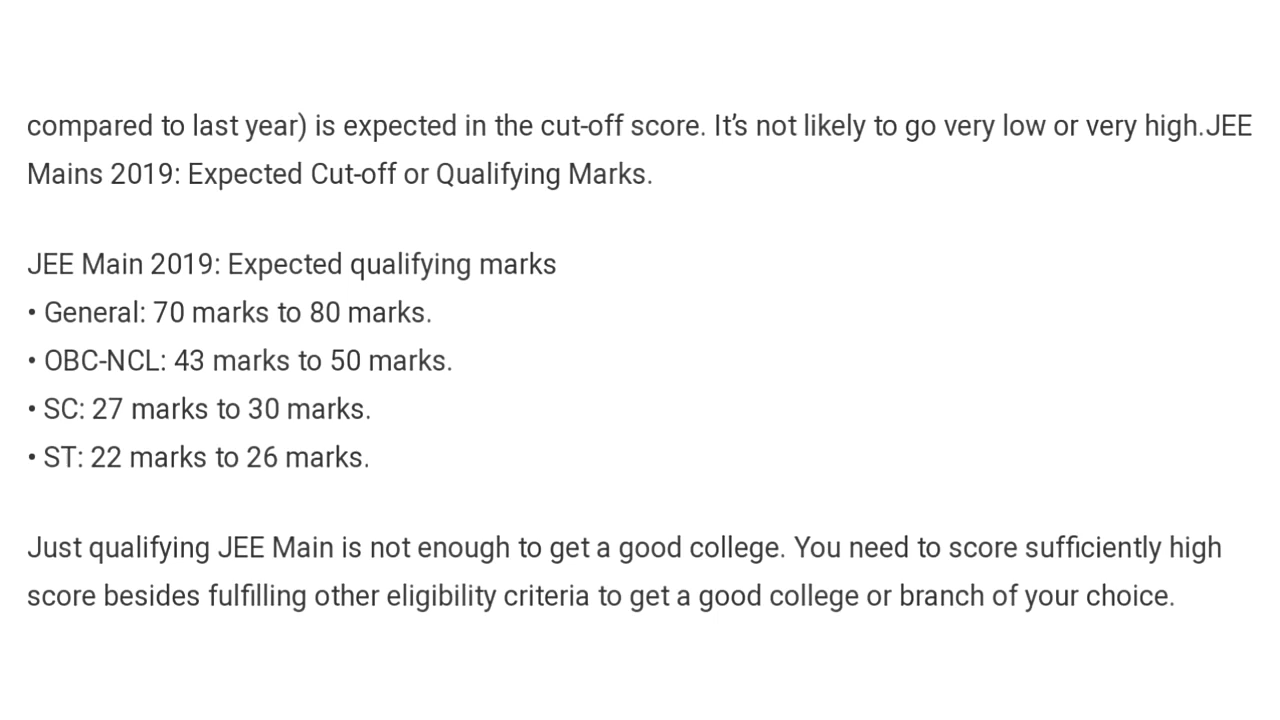 compared to last year) is expected in the cut-off score. It’s not likely to go very low or very high.JEE
Mains 2019: Expected Cut-off or Qualifying Marks.
JEE Main 2019: Expected qualifying marks
• General: 70 marks to 80 marks.
• OBC-NCL: 43 marks to 50 marks.
• SC: 27 marks to 30 marks.
• ST: 22 marks to 26 marks.
Just qualifying JEE Main is not enough to get a good college. You need to score sufficiently high
score besides fulfilling other eligibility criteria to get a good college or branch of your choice.